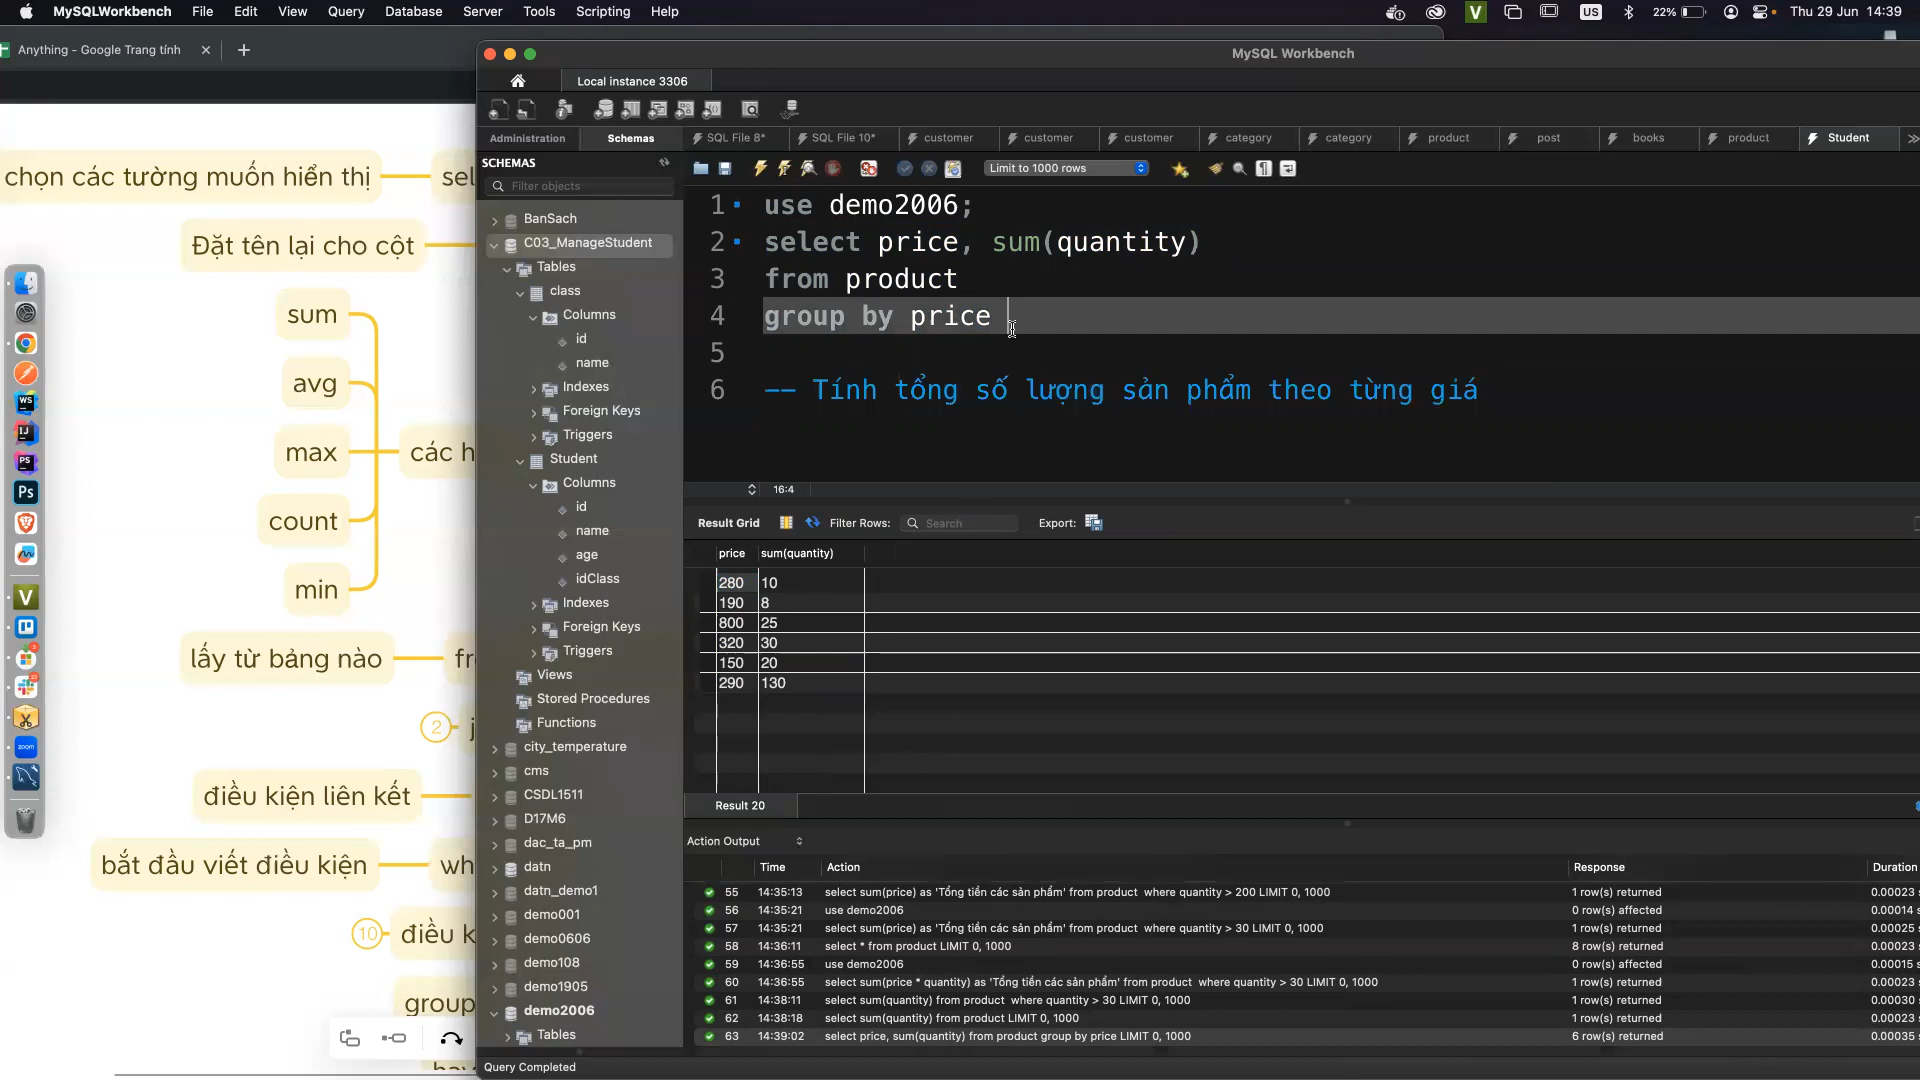 MySQLWorkbench File Edit View Query Database Server Tools Scripting Help
US 22% Thu 29 Jun 14:39
Anything - Google Trang tính
MySQL Workbench
Local instance 3306
Administration Schemas
SQL File 8* SQL File 10* customer customer customer category category product post books product Student
SCHEMAS
Filter objects
Limit to 1000 rows
BanSach
C03_ManageStudent
Tables
class
Columns
id
name
Indexes
Foreign Keys
Triggers
Student
Columns
id
name
age
idClass
Indexes
Foreign Keys
Triggers
Views
Stored Procedures
Functions
city_temperature
cms
CSDL1511
D17M6
dac_ta_pm
datn
datn_demo1
demo001
demo0606
demo108
demo1905
demo2006
Tables
Query Completed
chọn các tường muốn hiển thị
sel
Đặt tên lại cho cột
sum
avg
max
count
min
các h
lấy từ bảng nào
fr
2
j
điều kiện liên kết
bắt đầu viết điều kiện
wh
10
điều k
group
1 use demo2006;
2 select price, sum(quantity)
3 from product
4 group by price
5
6 -- Tính tổng số lượng sản phẩm theo từng giá
16:4
Result Grid Filter Rows: Search Export:
price sum(quantity)
280 10
190 8
800 25
320 30
150 20
290 130
Result 20
Action Output
Time Action Response Duration
55 14:35:13 select sum(price) as 'Tổng tiền các sản phẩm' from product where quantity > 200 LIMIT 0, 1000 1 row(s) returned 0.00023 s
56 14:35:21 use demo2006 0 row(s) affected 0.00014 s
57 14:35:21 select sum(price) as 'Tổng tiền các sản phẩm' from product where quantity > 30 LIMIT 0, 1000 1 row(s) returned 0.00025 s
58 14:36:11 select * from product LIMIT 0, 1000 8 row(s) returned 0.00023 s
59 14:36:55 use demo2006 0 row(s) affected 0.00015 s
60 14:36:55 select sum(price * quantity) as 'Tổng tiền các sản phẩm' from product where quantity > 30 LIMIT 0, 1000 1 row(s) returned 0.00023 s
61 14:38:11 select sum(quantity) from product where quantity > 30 LIMIT 0, 1000 1 row(s) returned 0.00030 s
62 14:38:18 select sum(quantity) from product LIMIT 0, 1000 1 row(s) returned 0.00023 s
63 14:39:02 select price, sum(quantity) from product group by price LIMIT 0, 1000 6 row(s) returned 0.00035 s